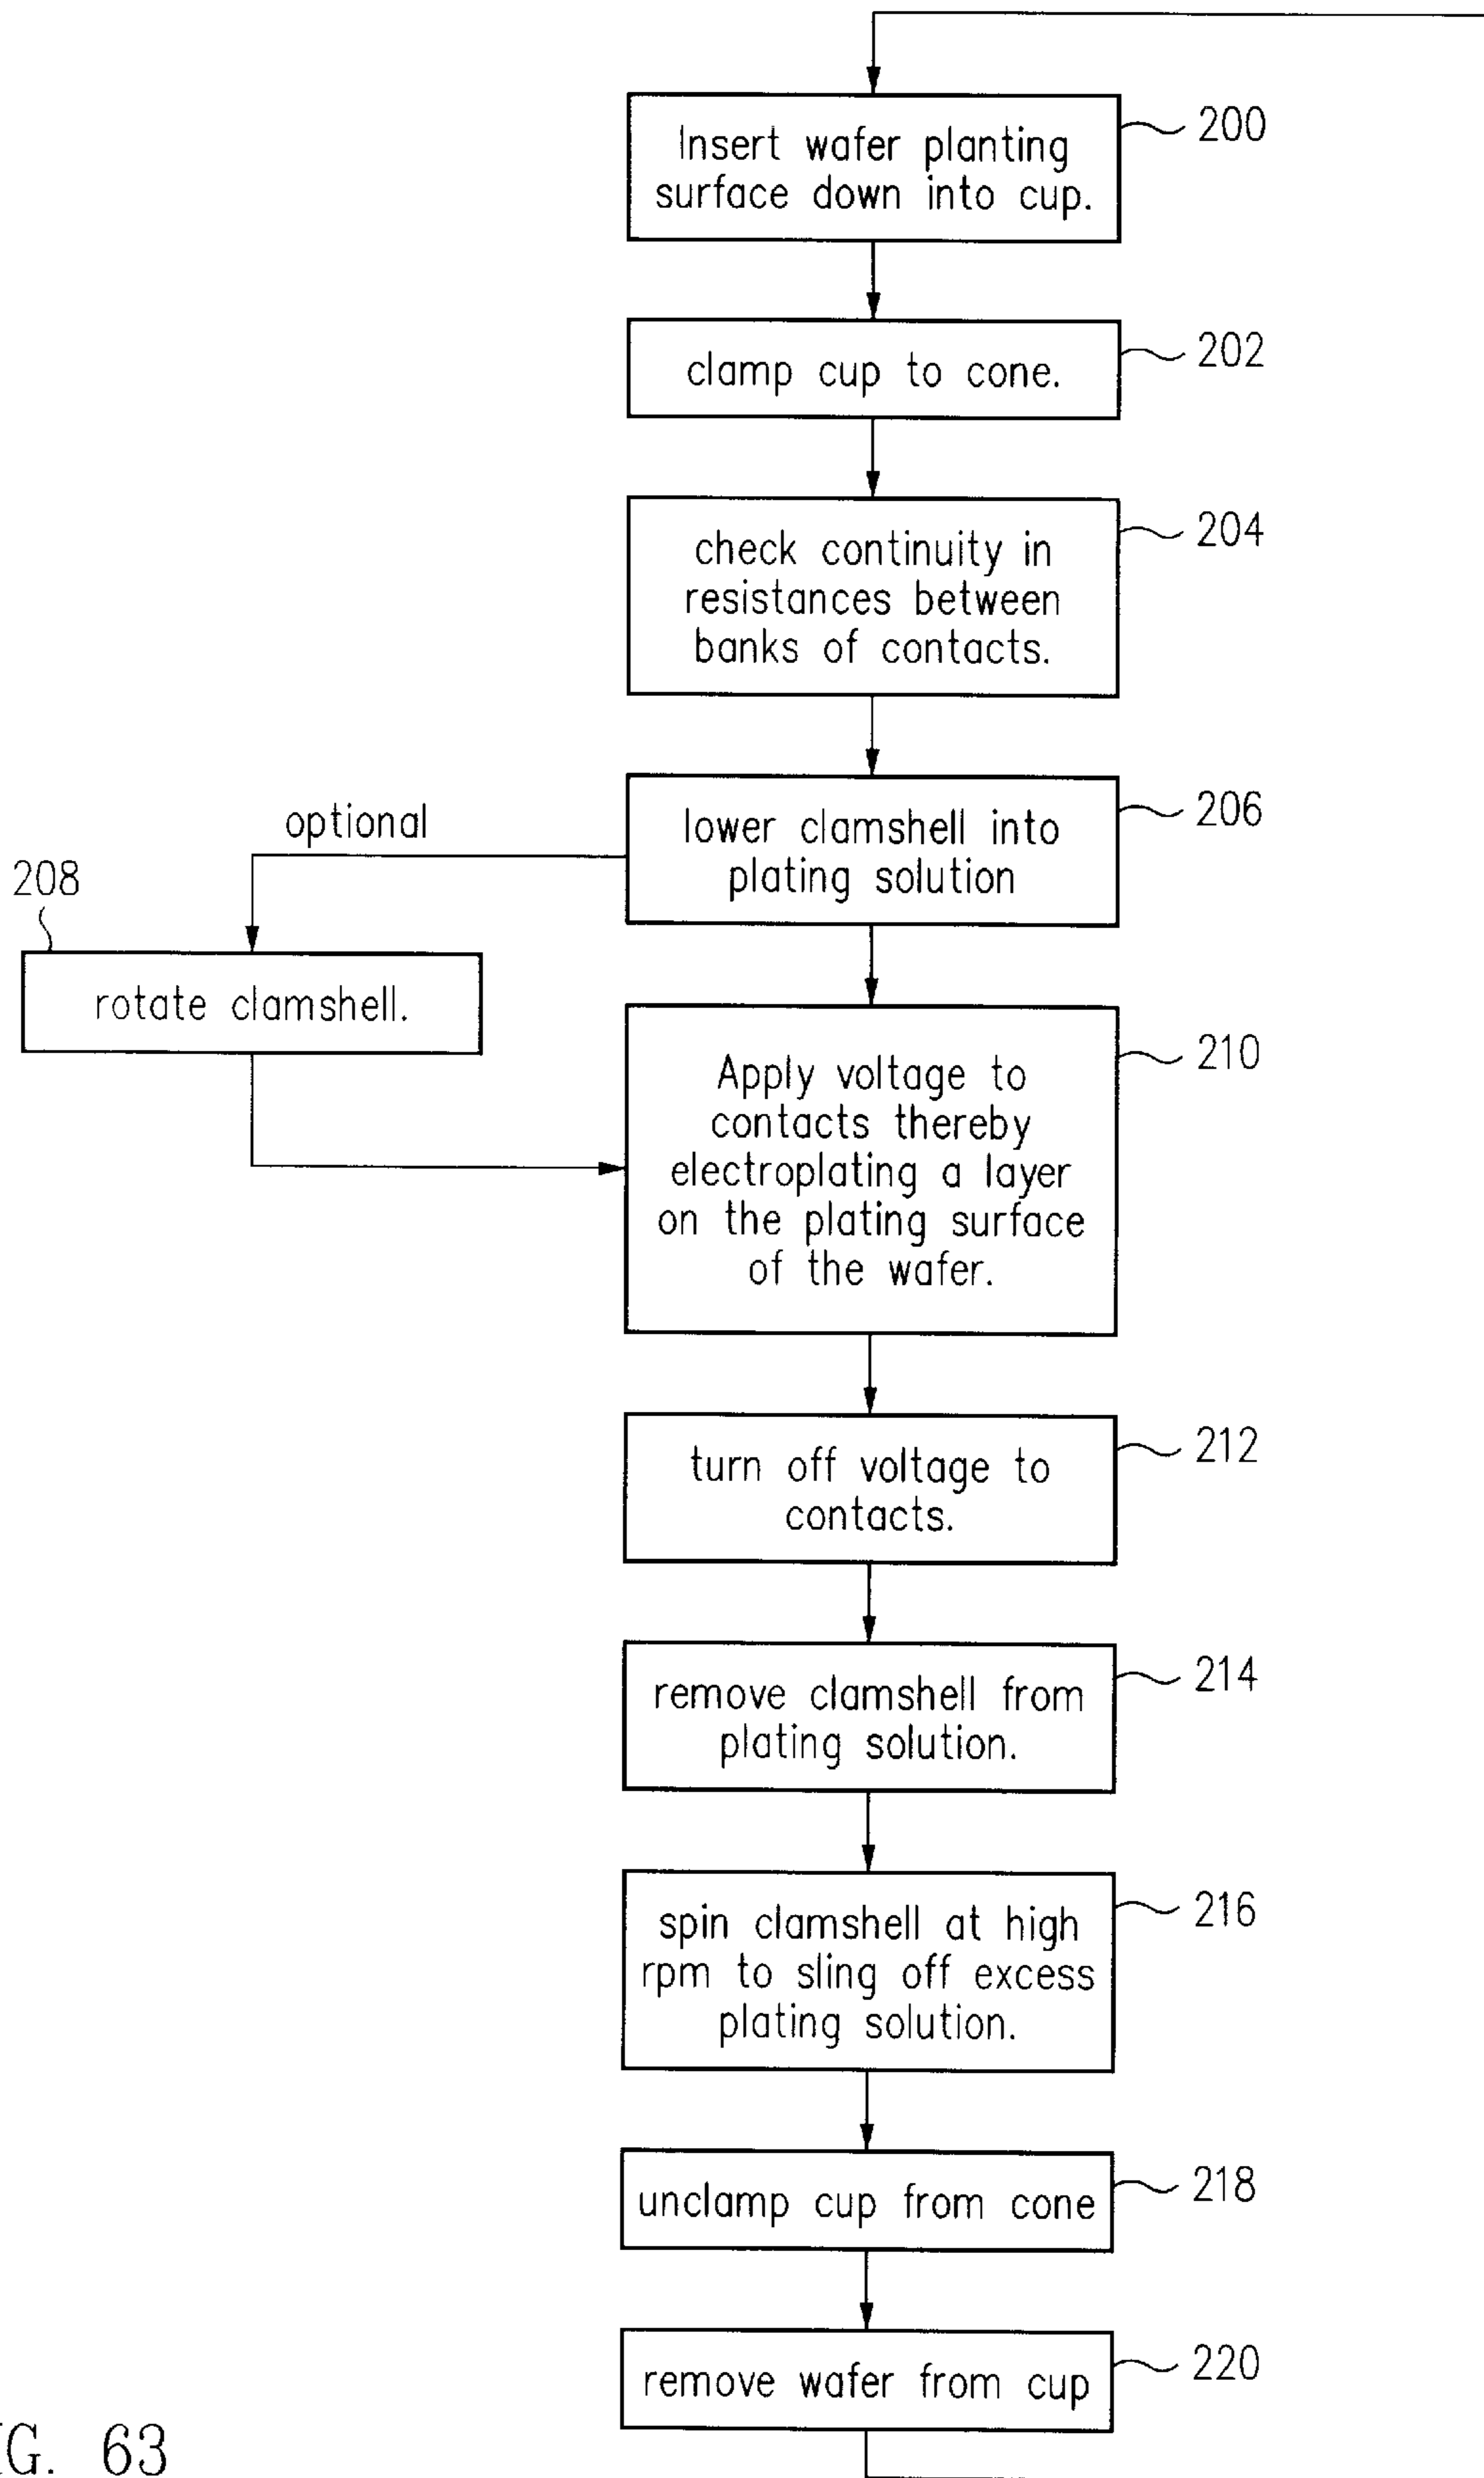 200
Insert wafer planting
surface down into cup.
202
clamp cup to cone.
204
check continuity in
resistances between
banks of contacts.
206
lower clamshell into
plating solution
optional
208
rotate clamshell.
210
Apply voltage to
contacts thereby
electroplating a layer
on the plating surface
of the wafer.
212
turn off voltage to
contacts.
214
remove clamshell from
plating solution.
216
spin clamshell at high
rpm to sling off excess
plating solution.
218
unclamp cup from cone
220
remove wafer from cup
G. 63